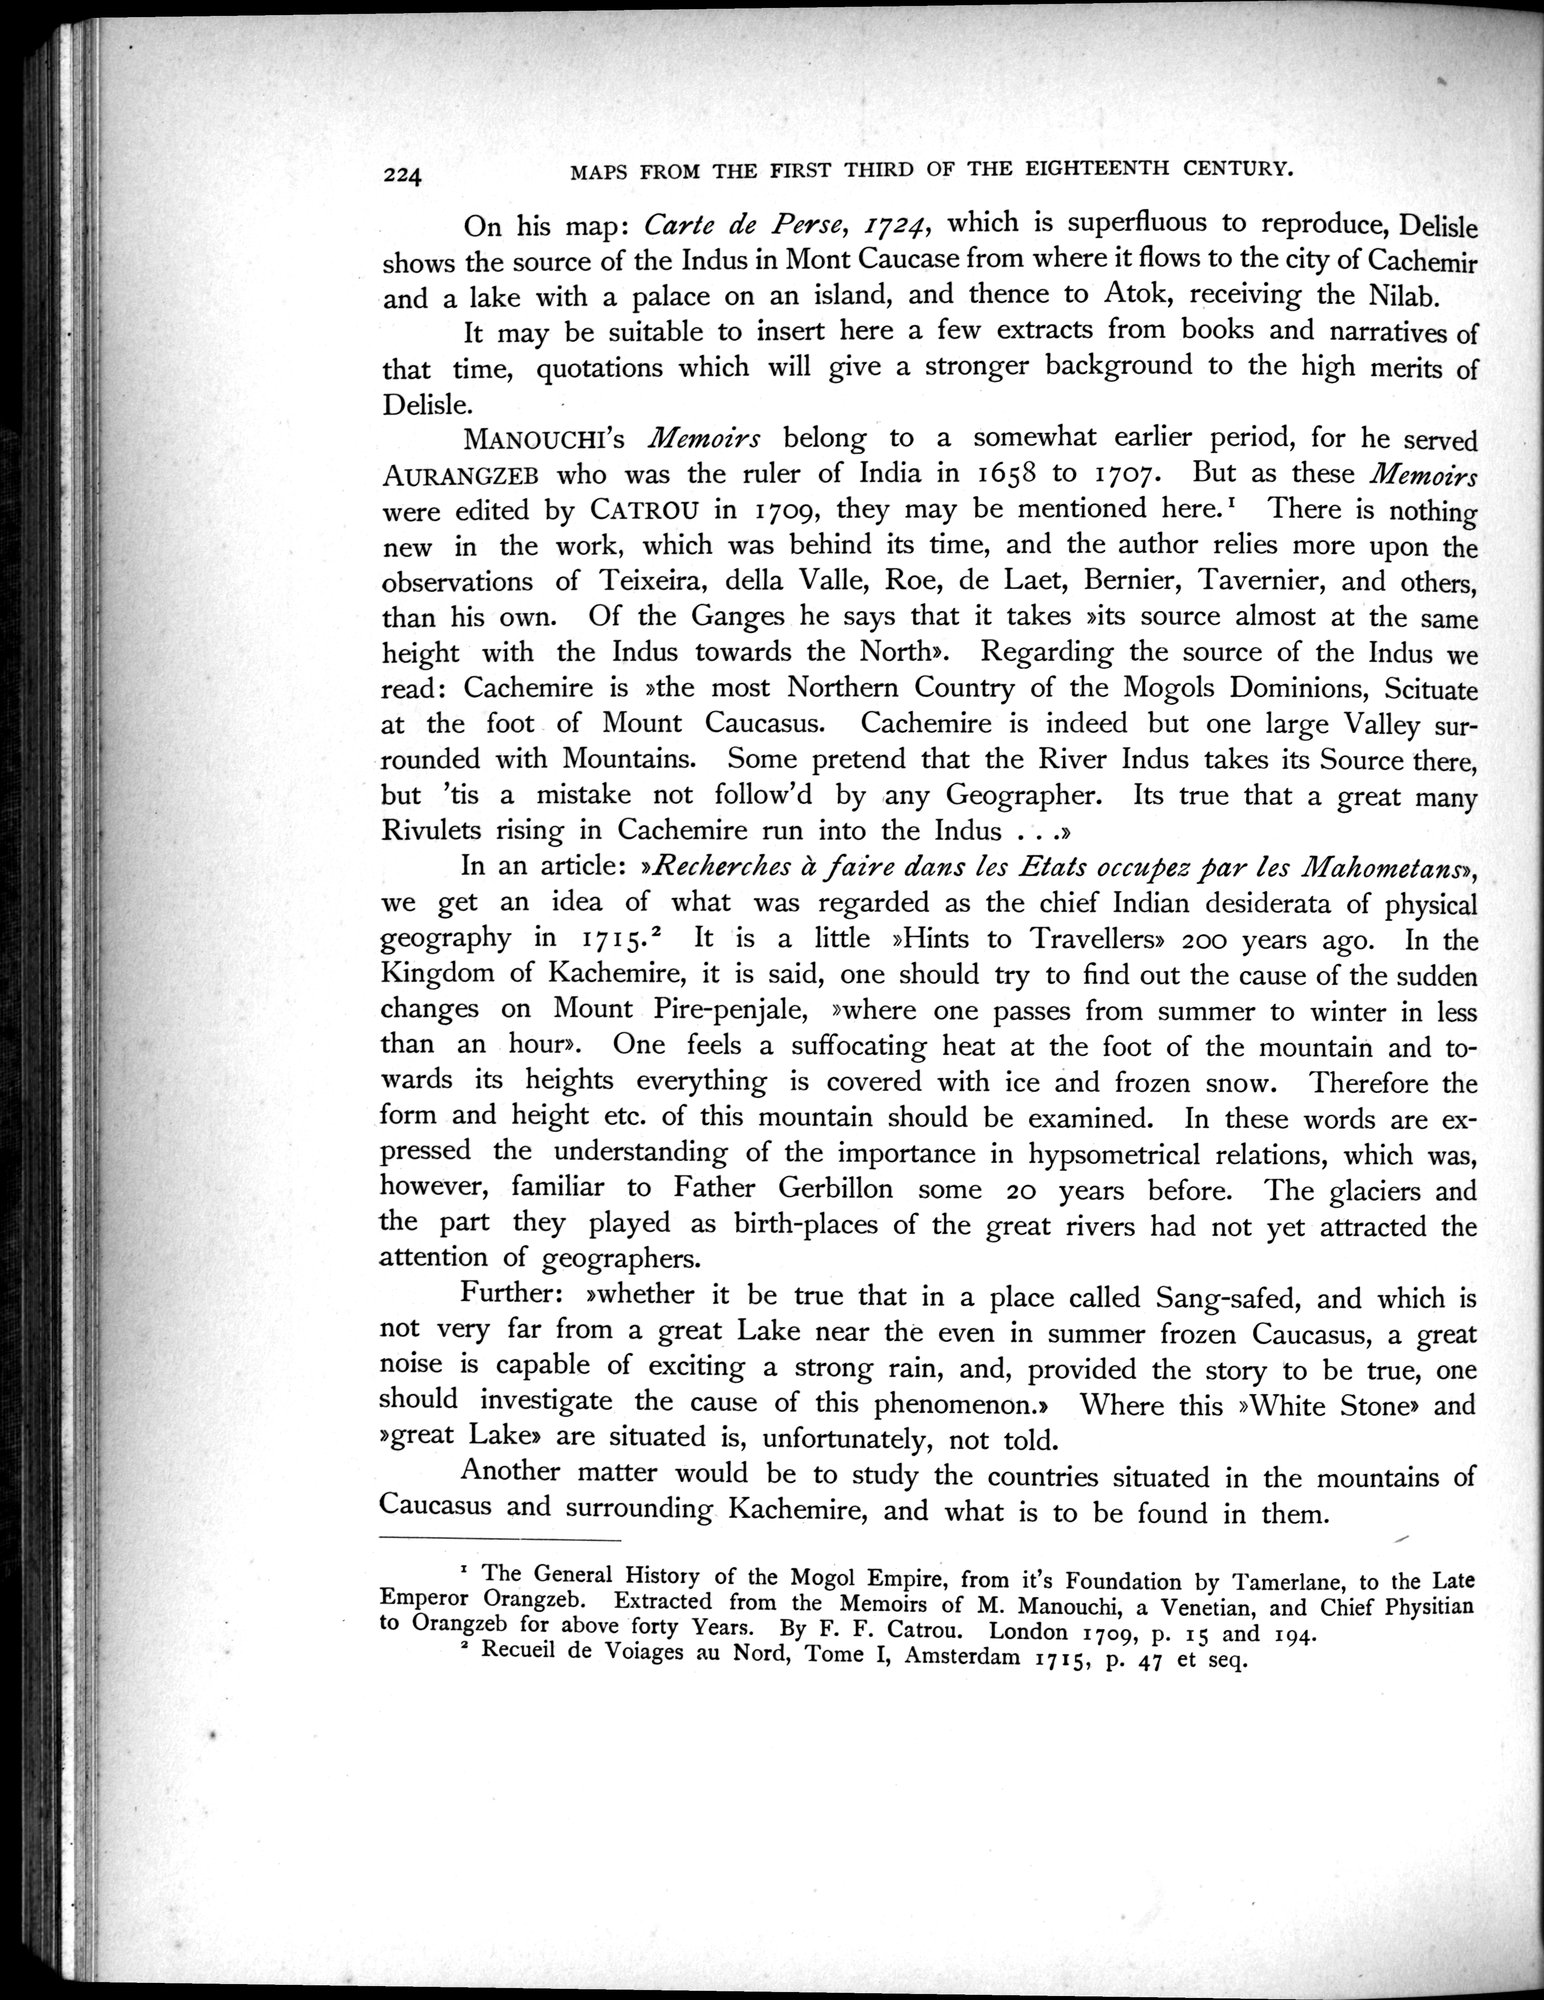 224 MAPS FROM THE FIRST THIRD OF THE EIGHTEENTH CENTURY.
On his map: Carte de Perse, 1724, which is superfluous to reproduce, Delisle
shows the source of the Indus in Mont Caucase from where it flows to the city of Cachemir
and a lake with a palace on an island, and thence to Atok, receiving the Nilab.
It may be suitable to insert here a few extracts from books and narratives of
that time, quotations which will give a stronger background to the high merits of
Delisle.
MANOUCHI's Memoirs belong to a somewhat earlier period, for he served
AURANGZEB who was the ruler of India in 1658 to 1707. But as these Memoirs
were edited by CATROU in 1709, they may be mentioned here.¹ There is nothing
new in the work, which was behind its time, and the author relies more upon the
observations of Teixeira, della Valle, Roe, de Laet, Bernier, Tavernier, and others,
than his own. Of the Ganges he says that it takes »its source almost at the same
height with the Indus towards the North». Regarding the source of the Indus we
read: Cachemire is »the most Northern Country of the Mogols Dominions, Scituate
at the foot of Mount Caucasus. Cachemire is indeed but one large Valley sur-
rounded with Mountains. Some pretend that the River Indus takes its Source there,
but 'tis a mistake not follow'd by any Geographer. Its true that a great many
Rivulets rising in Cachemire run into the Indus . . .»
In an article: »Recherches à faire dans les Etats occupez par les Mahometans»,
we get an idea of what was regarded as the chief Indian desiderata of physical
geography in 1715.² It is a little »Hints to Travellers» 200 years ago. In the
Kingdom of Kachemire, it is said, one should try to find out the cause of the sudden
changes on Mount Pire-penjale, »where one passes from summer to winter in less
than an hour». One feels a suffocating heat at the foot of the mountain and to-
wards its heights everything is covered with ice and frozen snow. Therefore the
form and height etc. of this mountain should be examined. In these words are ex-
pressed the understanding of the importance in hypsometrical relations, which was,
however, familiar to Father Gerbillon some 20 years before. The glaciers and
the part they played as birth-places of the great rivers had not yet attracted the
attention of geographers.
Further: »whether it be true that in a place called Sang-safed, and which is
not very far from a great Lake near the even in summer frozen Caucasus, a great
noise is capable of exciting a strong rain, and, provided the story to be true, one
should investigate the cause of this phenomenon.» Where this »White Stone» and
»great Lake» are situated is, unfortunately, not told.
Another matter would be to study the countries situated in the mountains of
Caucasus and surrounding Kachemire, and what is to be found in them.
¹ The General History of the Mogol Empire, from it's Foundation by Tamerlane, to the Late
Emperor Orangzeb. Extracted from the Memoirs of M. Manouchi, a Venetian, and Chief Physitian
to Orangzeb for above forty Years. By F. F. Catrou. London 1709, p. 15 and 194.
² Recueil de Voiages au Nord, Tome I, Amsterdam 1715, p. 47 et seq.